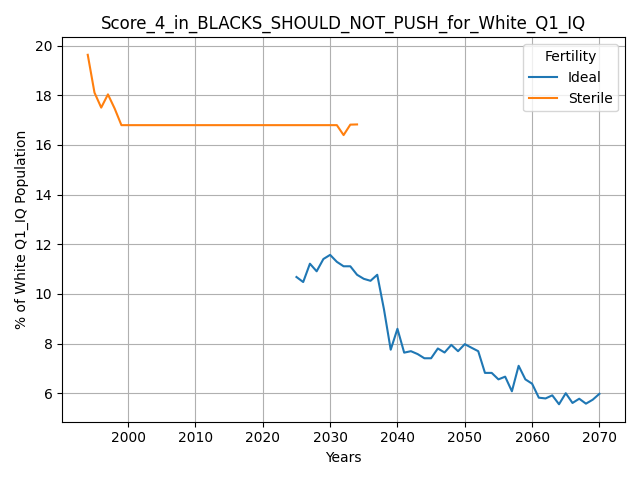 Score_4_in_BLACKS_SHOULD_NOT_PUSH_for_White_Q1_IQ
Fertility
Ideal
Sterile
% of White Q1_IQ Population
20
18
16
14
12
10
8
6
2000 2010 2020 2030 2040 2050 2060 2070
Years